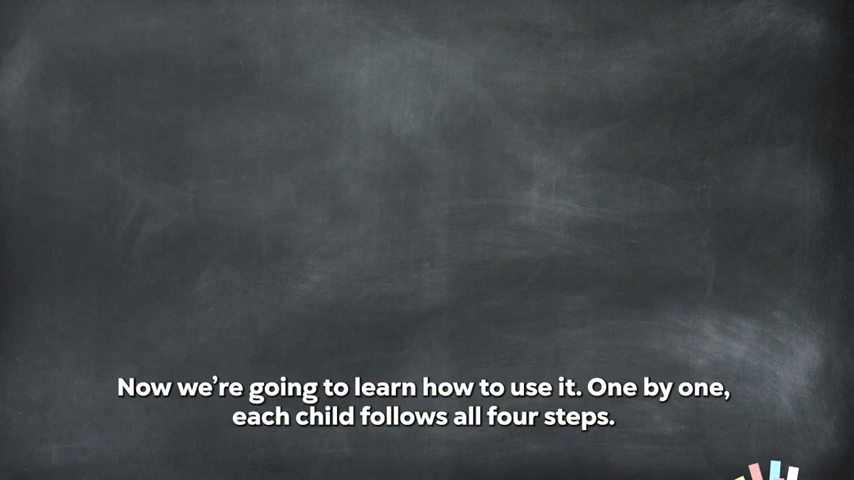 Now we’re going to learn how to use it. One by one,
each child follows all four steps.